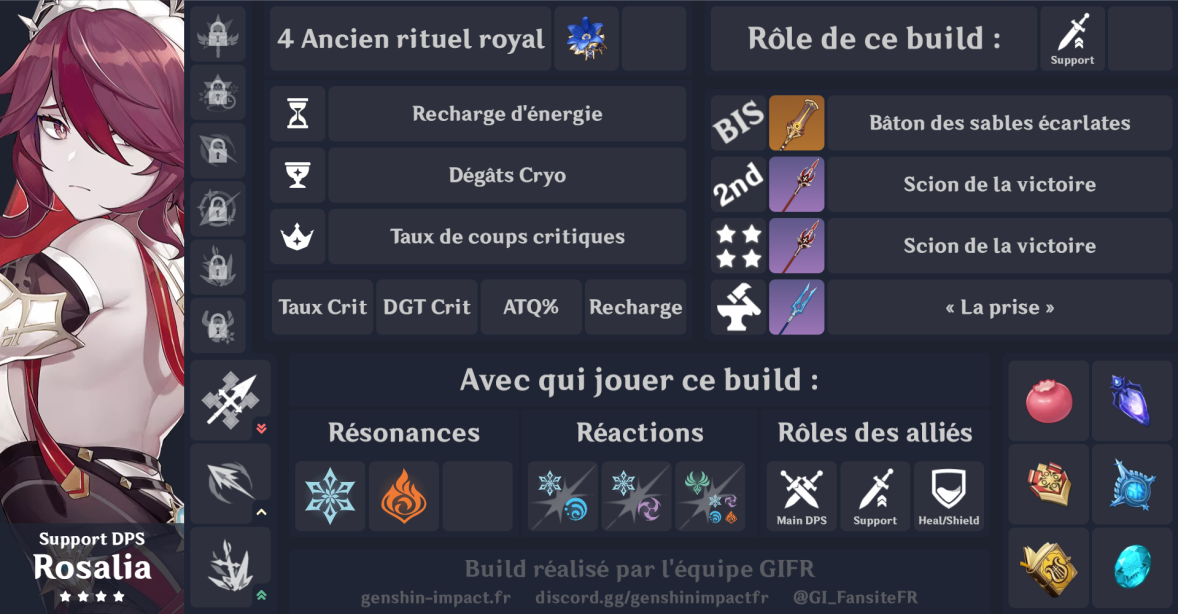 4 Ancien rituel royal
Rôle de ce build :
Support
Recharge d'énergie
Dégâts Cryo
Taux de coups critiques
Taux Crit
DGT Crit
ATQ%
Recharge
BIS
Bâton des sables écarlates
2nd
Scion de la victoire
Scion de la victoire
« La prise »
Avec qui jouer ce build :
Résonances
Réactions
Rôles des alliés
Main DPS
Support
Heal/Shield
Support DPS
Rosalia
Build réalisé par l'équipe GIFR
genshin-impact.fr discord.gg/genshinimpactfr @GI_FansiteFR